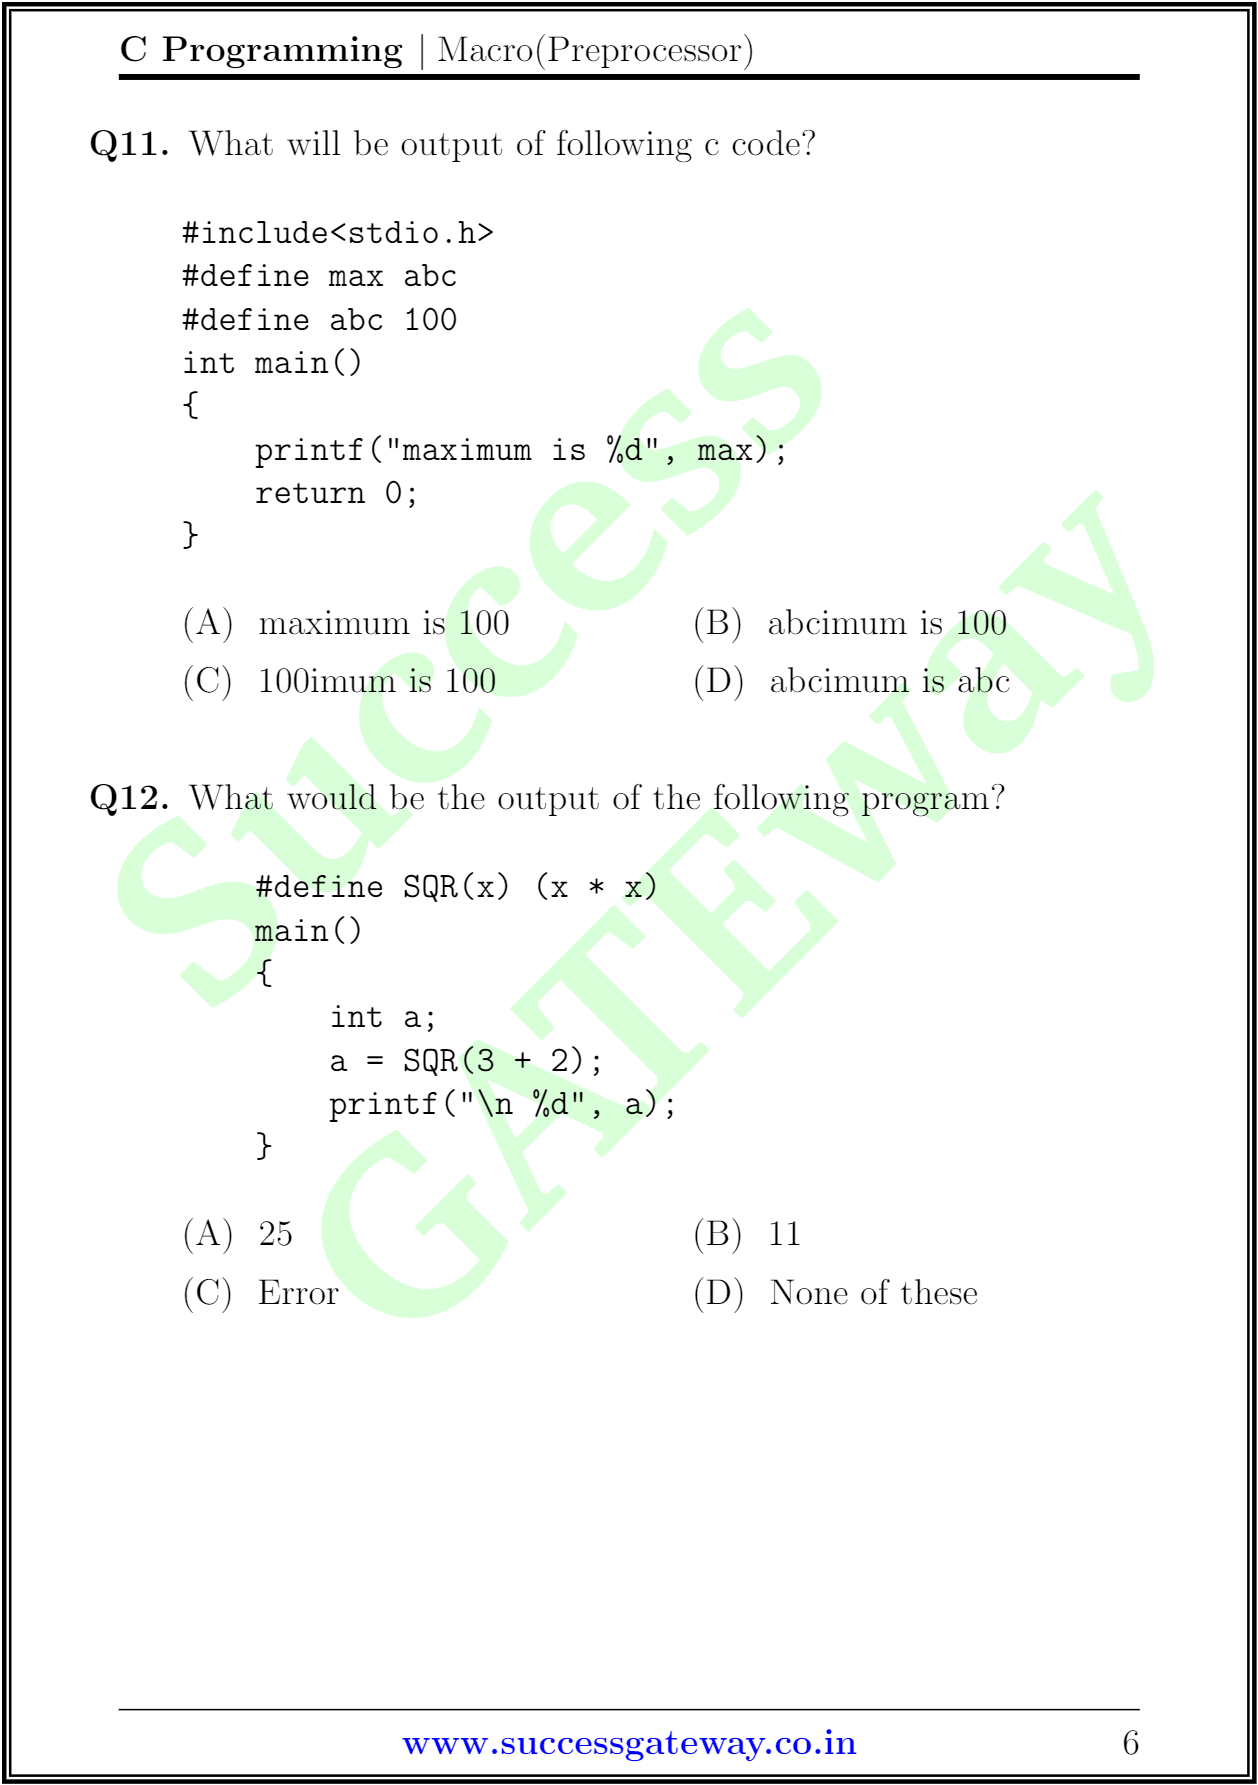 C Programming | Macro(Preprocessor)
Q11. What will be output of following c code?
#include<stdio.h>
#define max abc
#define abc 100
int main()
{
    printf("maximum is %d", max);
    return 0;
}
(A) maximum is 100 (B) abcimum is 100
(C) 100imum is 100 (D) abcimum is abc
Q12. What would be the output of the following program?
#define SQR(x) (x * x)
main()
{
    int a;
    a = SQR(3 + 2);
    printf("\n %d", a);
}
(A) 25 (B) 11
(C) Error (D) None of these
Success
GATEway
www.successgateway.co.in 6